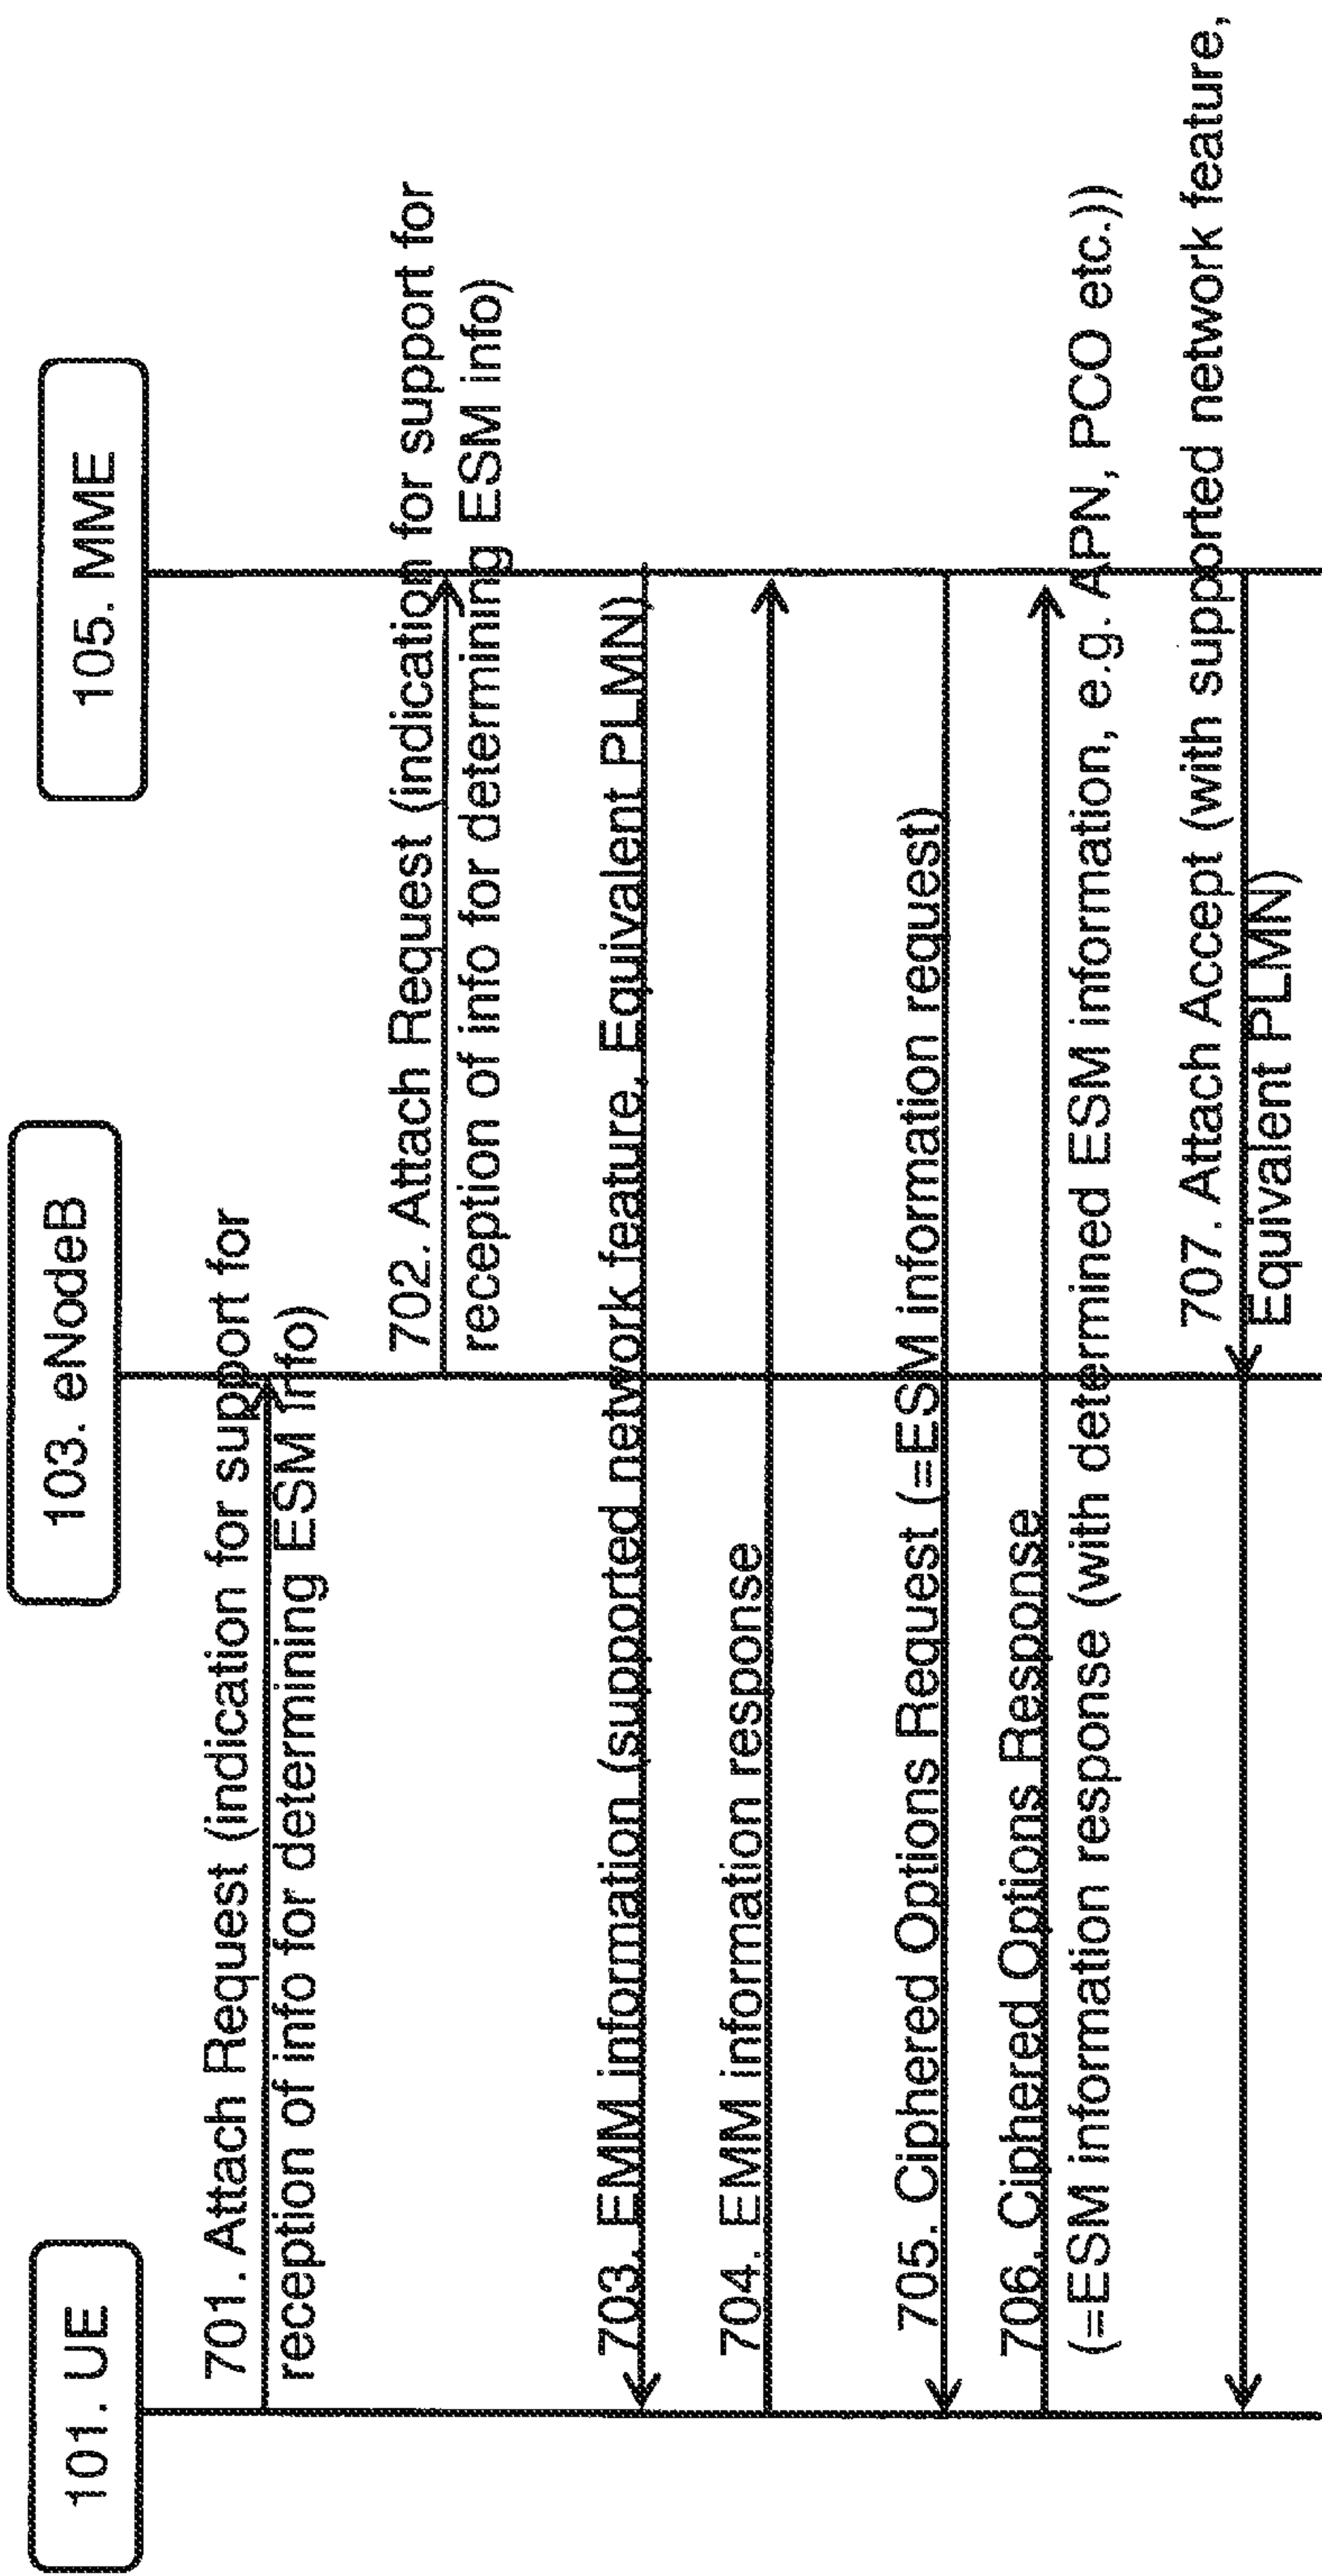 101. UE
103. eNodeB
105. MME
701. Attach Request (indication for support for
reception of info for determining ESM info)
702. Attach Request (indication for support for
reception of info for determining ESM info)
703. EMM information (supported network feature, Equivalent PLMN)
704. EMM information response
705. Ciphered Options Request (=ESM information request)
706. Ciphered Options Response
(=ESM information response (with determined ESM information, e.g. APN, PCO etc.))
707. Attach Accept (with supported network feature,
Equivalent PLMN)